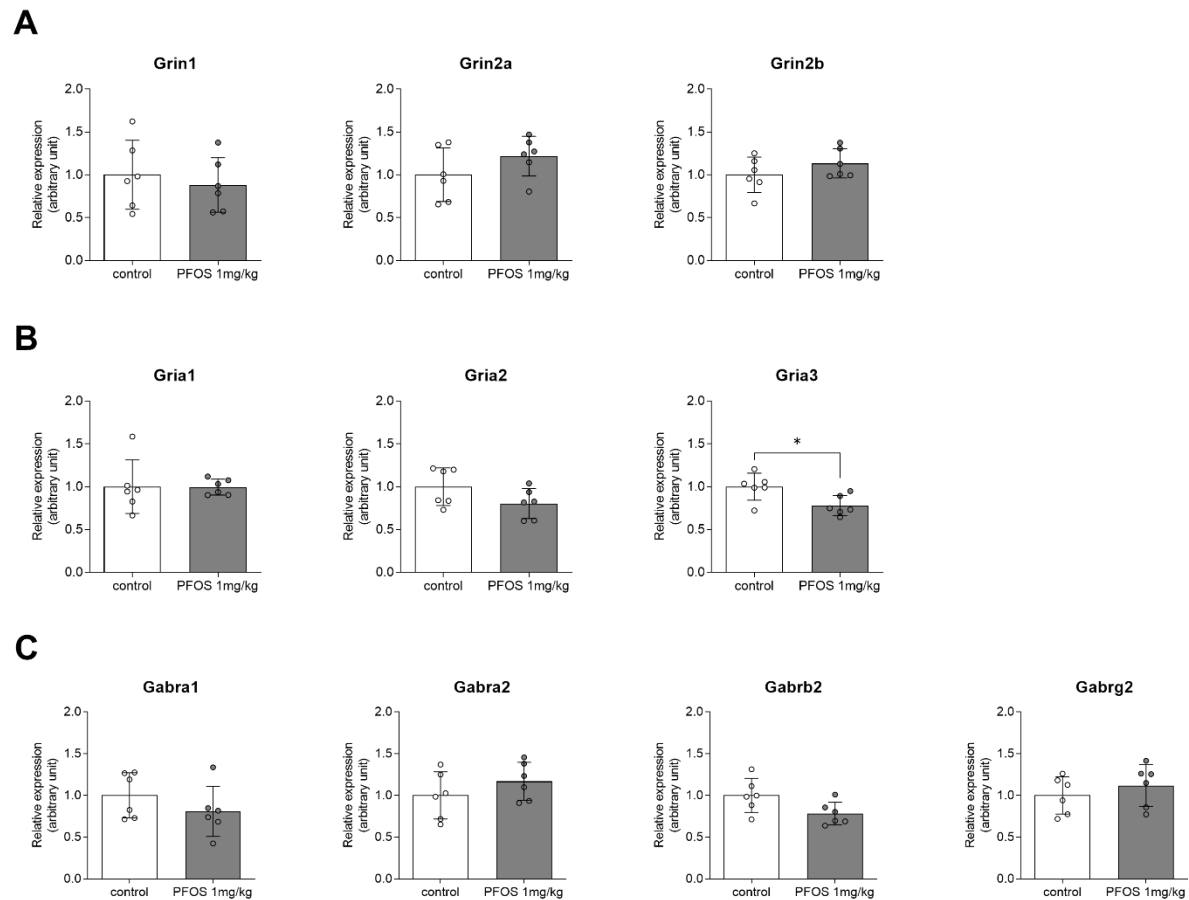 A
Grin1
Grin2a
Grin2b
Relative expression
(arbitrary unit)
2.0
1.5
1.0
0.5
0.0
control
PFOS 1mg/kg
Relative expression
(arbitrary unit)
2.0
1.5
1.0
0.5
0.0
control
PFOS 1mg/kg
Relative expression
(arbitrary unit)
2.0
1.5
1.0
0.5
0.0
control
PFOS 1mg/kg
B
Gria1
Gria2
Gria3
Relative expression
(arbitrary unit)
2.0
1.5
1.0
0.5
0.0
control
PFOS 1mg/kg
Relative expression
(arbitrary unit)
2.0
1.5
1.0
0.5
0.0
control
PFOS 1mg/kg
Relative expression
(arbitrary unit)
2.0
1.5
1.0
0.5
0.0
*
control
PFOS 1mg/kg
C
Gabra1
Gabra2
Gabrb2
Gabrg2
Relative expression
(arbitrary unit)
2.0
1.5
1.0
0.5
0.0
control
PFOS 1mg/kg
Relative expression
(arbitrary unit)
2.0
1.5
1.0
0.5
0.0
control
PFOS 1mg/kg
Relative expression
(arbitrary unit)
2.0
1.5
1.0
0.5
0.0
control
PFOS 1mg/kg
Relative expression
(arbitrary unit)
2.0
1.5
1.0
0.5
0.0
control
PFOS 1mg/kg